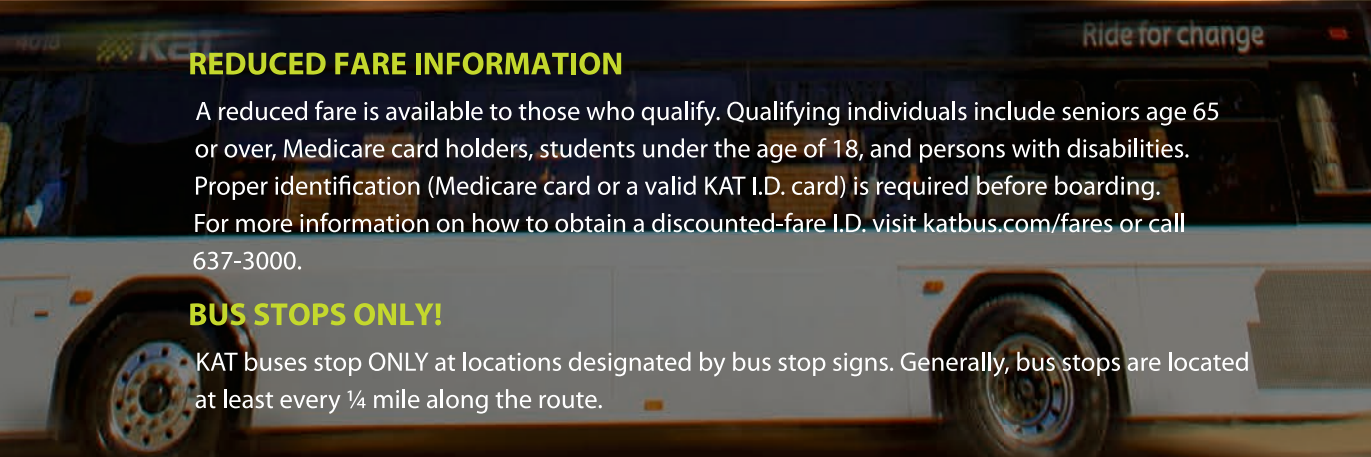 4018 KAT
Ride for change
REDUCED FARE INFORMATION
A reduced fare is available to those who qualify. Qualifying individuals include seniors age 65
or over, Medicare card holders, students under the age of 18, and persons with disabilities.
Proper identification (Medicare card or a valid KAT I.D. card) is required before boarding.
For more information on how to obtain a discounted-fare I.D. visit katbus.com/fares or call
637-3000.
BUS STOPS ONLY!
KAT buses stop ONLY at locations designated by bus stop signs. Generally, bus stops are located
at least every ¼ mile along the route.